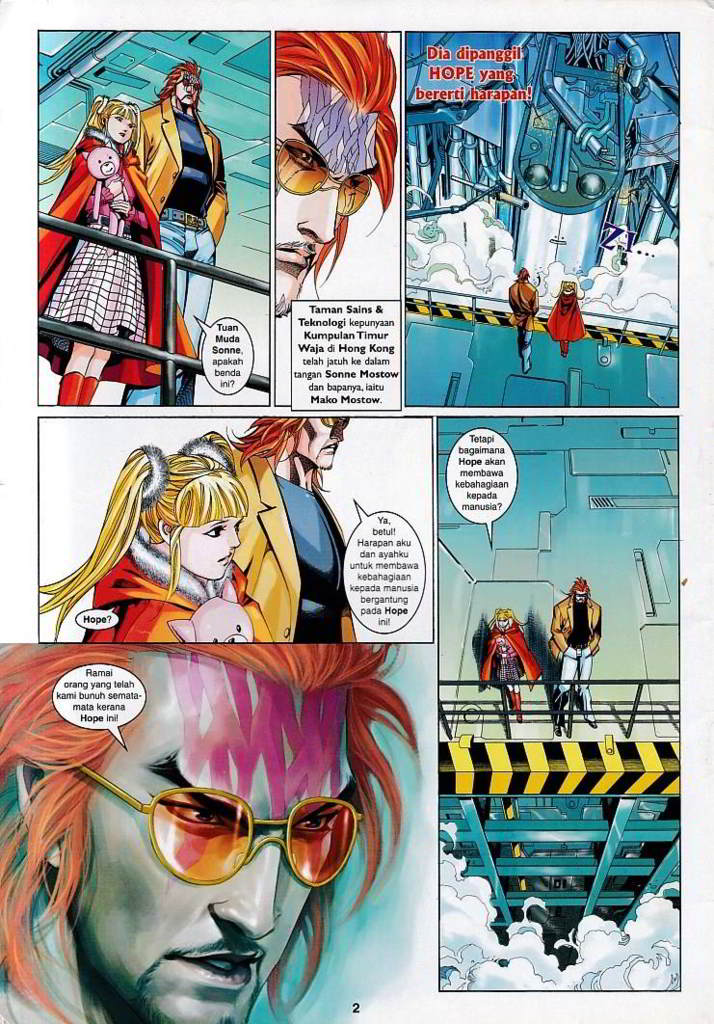 Tuan
Muda
Sonne,
apakah
benda
ini?
Taman Sains &
Teknologi kepunyaan
Kumpulan Timur
Waja di Hong Kong
telah jatuh ke dalam
tangan Sonne Mostow
dan bapanya, iaitu
Mako Mostow.
Dia dipanggil
HOPE yang
bererti harapan!
ZI...
Hope?
Ya,
betul!
Harapan aku
dan ayahku
untuk membawa
kebahagiaan
kepada manusia
bergantung
pada Hope
ini!
Tetapi
bagaimana
Hope akan
membawa
kebahagiaan
kepada
manusia?
Ramai
orang yang telah
kami bunuh semata-
mata kerana
Hope ini!
2